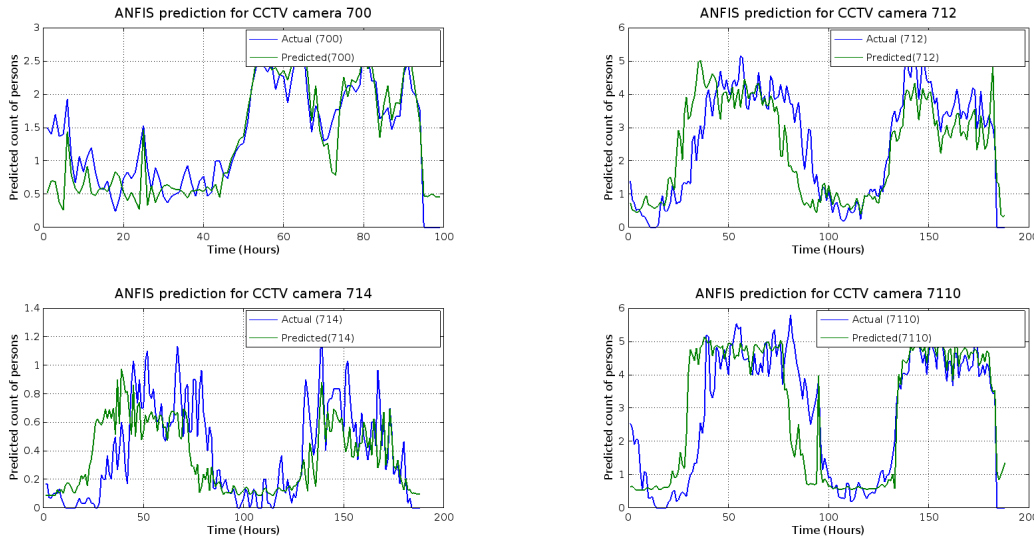 ANFIS prediction for CCTV camera 700
Predicted count of persons
3
2.5
2
1.5
1
0.5
0
Actual (700)
Predicted(700)
0 20 40 60 80 100
Time (Hours)
ANFIS prediction for CCTV camera 712
Predicted count of persons
6
5
4
3
2
1
0
Actual (712)
Predicted(712)
0 50 100 150 200
Time (Hours)
ANFIS prediction for CCTV camera 714
Predicted count of persons
1.4
1.2
1
0.8
0.6
0.4
0.2
0
Actual (714)
Predicted(714)
0 50 100 150 200
Time (Hours)
ANFIS prediction for CCTV camera 7110
Predicted count of persons
6
5
4
3
2
1
0
Actual (7110)
Predicted(7110)
0 50 100 150 200
Time (Hours)